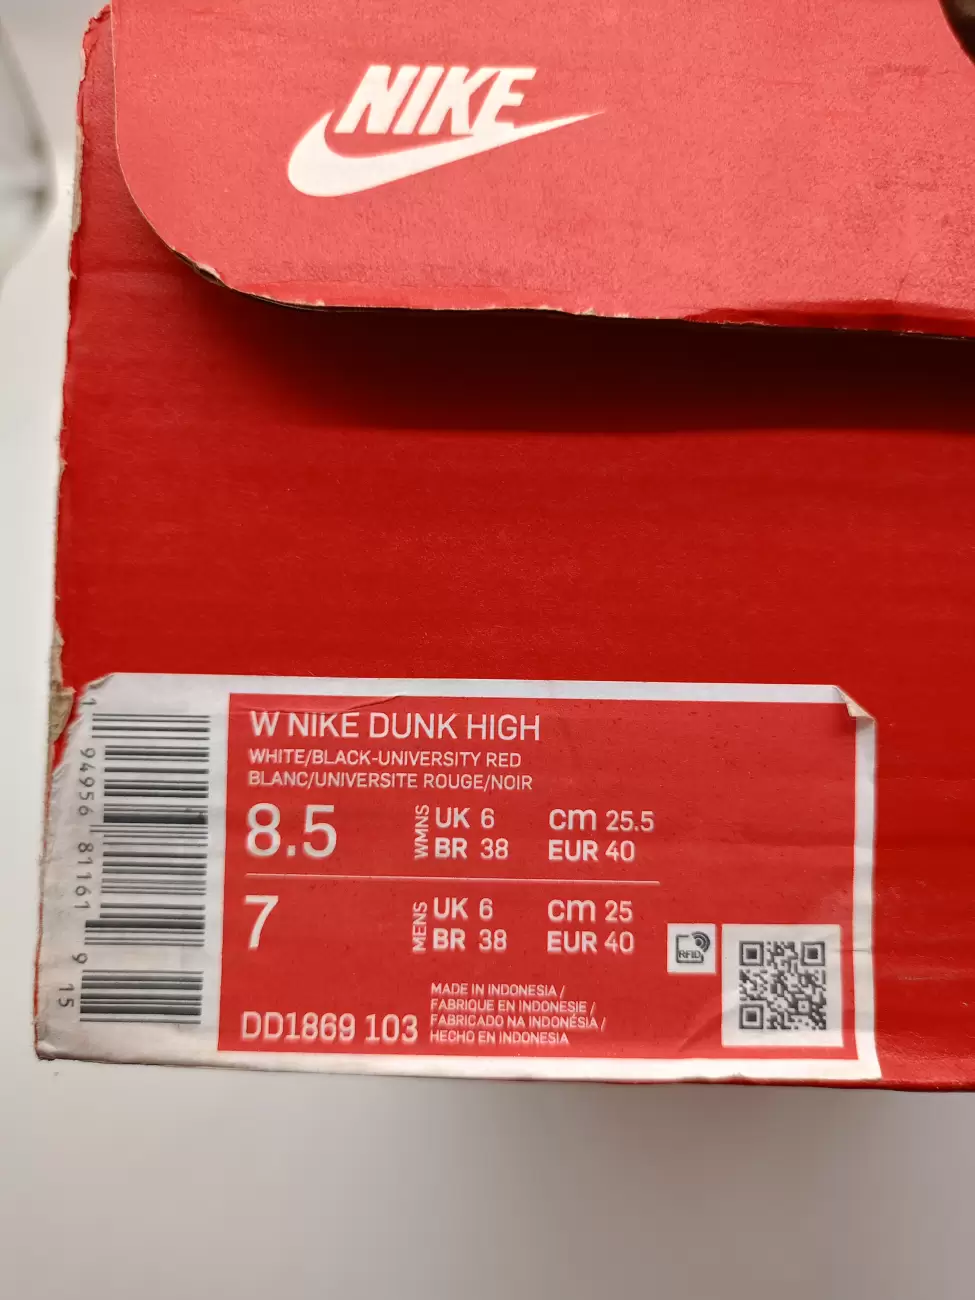 NIKE
W NIKE DUNK HIGH
WHITE/BLACK-UNIVERSITY RED
BLANC/UNIVERSITE ROUGE/NOIR
8.5 WMNS UK 6 cm 25.5
BR 38 EUR 40
7 MENS UK 6 cm 25
BR 38 EUR 40
RFID
MADE IN INDONESIA /
FABRIQUE EN INDONESIE /
FABRICADO NA INDONÉSIA /
HECHO EN INDONESIA
DD1869 103
1 94956 81161 9 15